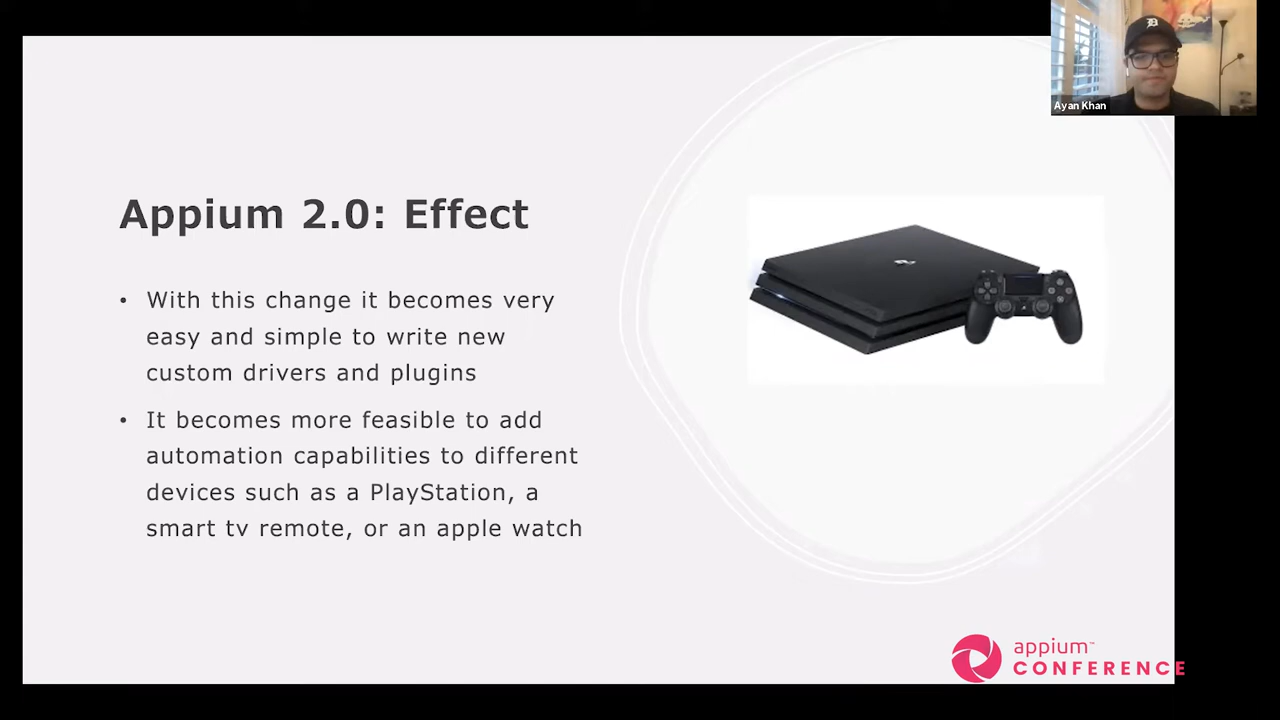 Ayan Khan
Appium 2.0: Effect
• With this change it becomes very
easy and simple to write new
custom drivers and plugins
• It becomes more feasible to add
automation capabilities to different
devices such as a PlayStation, a
smart tv remote, or an apple watch
appium™
CONFERENCE